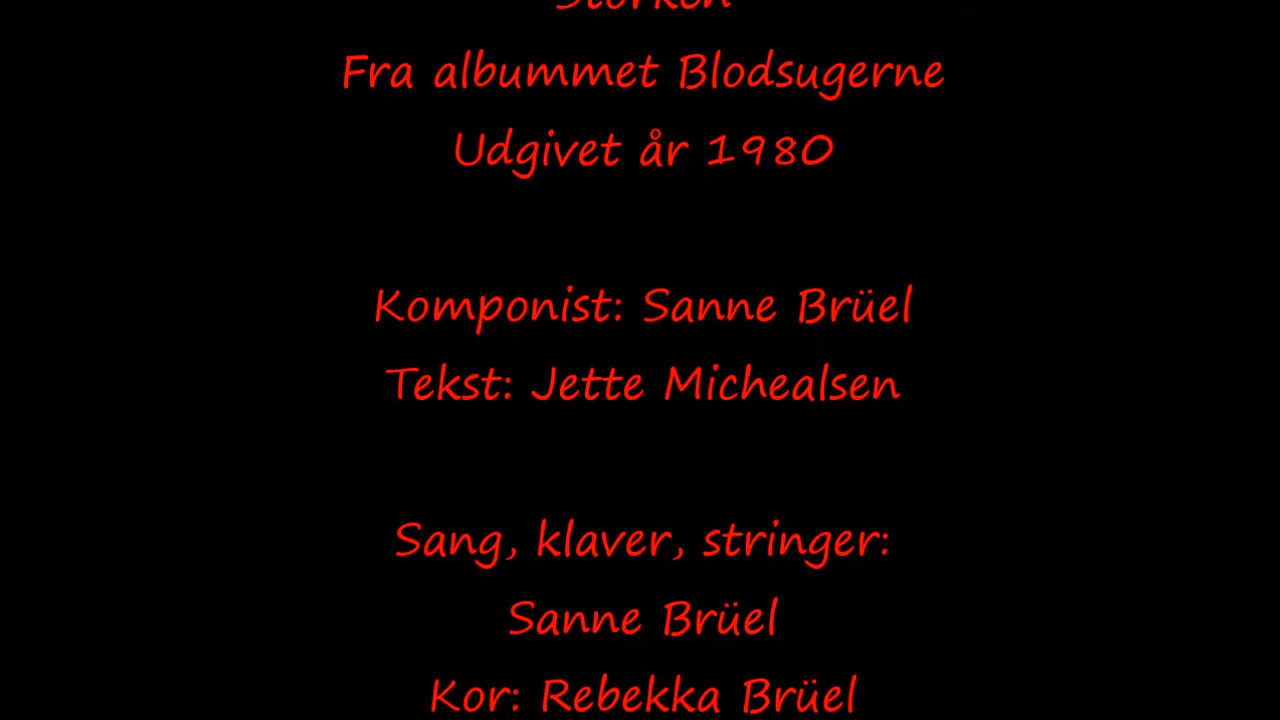 Storken
Fra albummet Blodsugerne
Udgivet år 1980
Komponist: Sanne Brüel
Tekst: Jette Michealsen
Sang, klaver, stringer:
Sanne Brüel
Kor: Rebekka Brüel